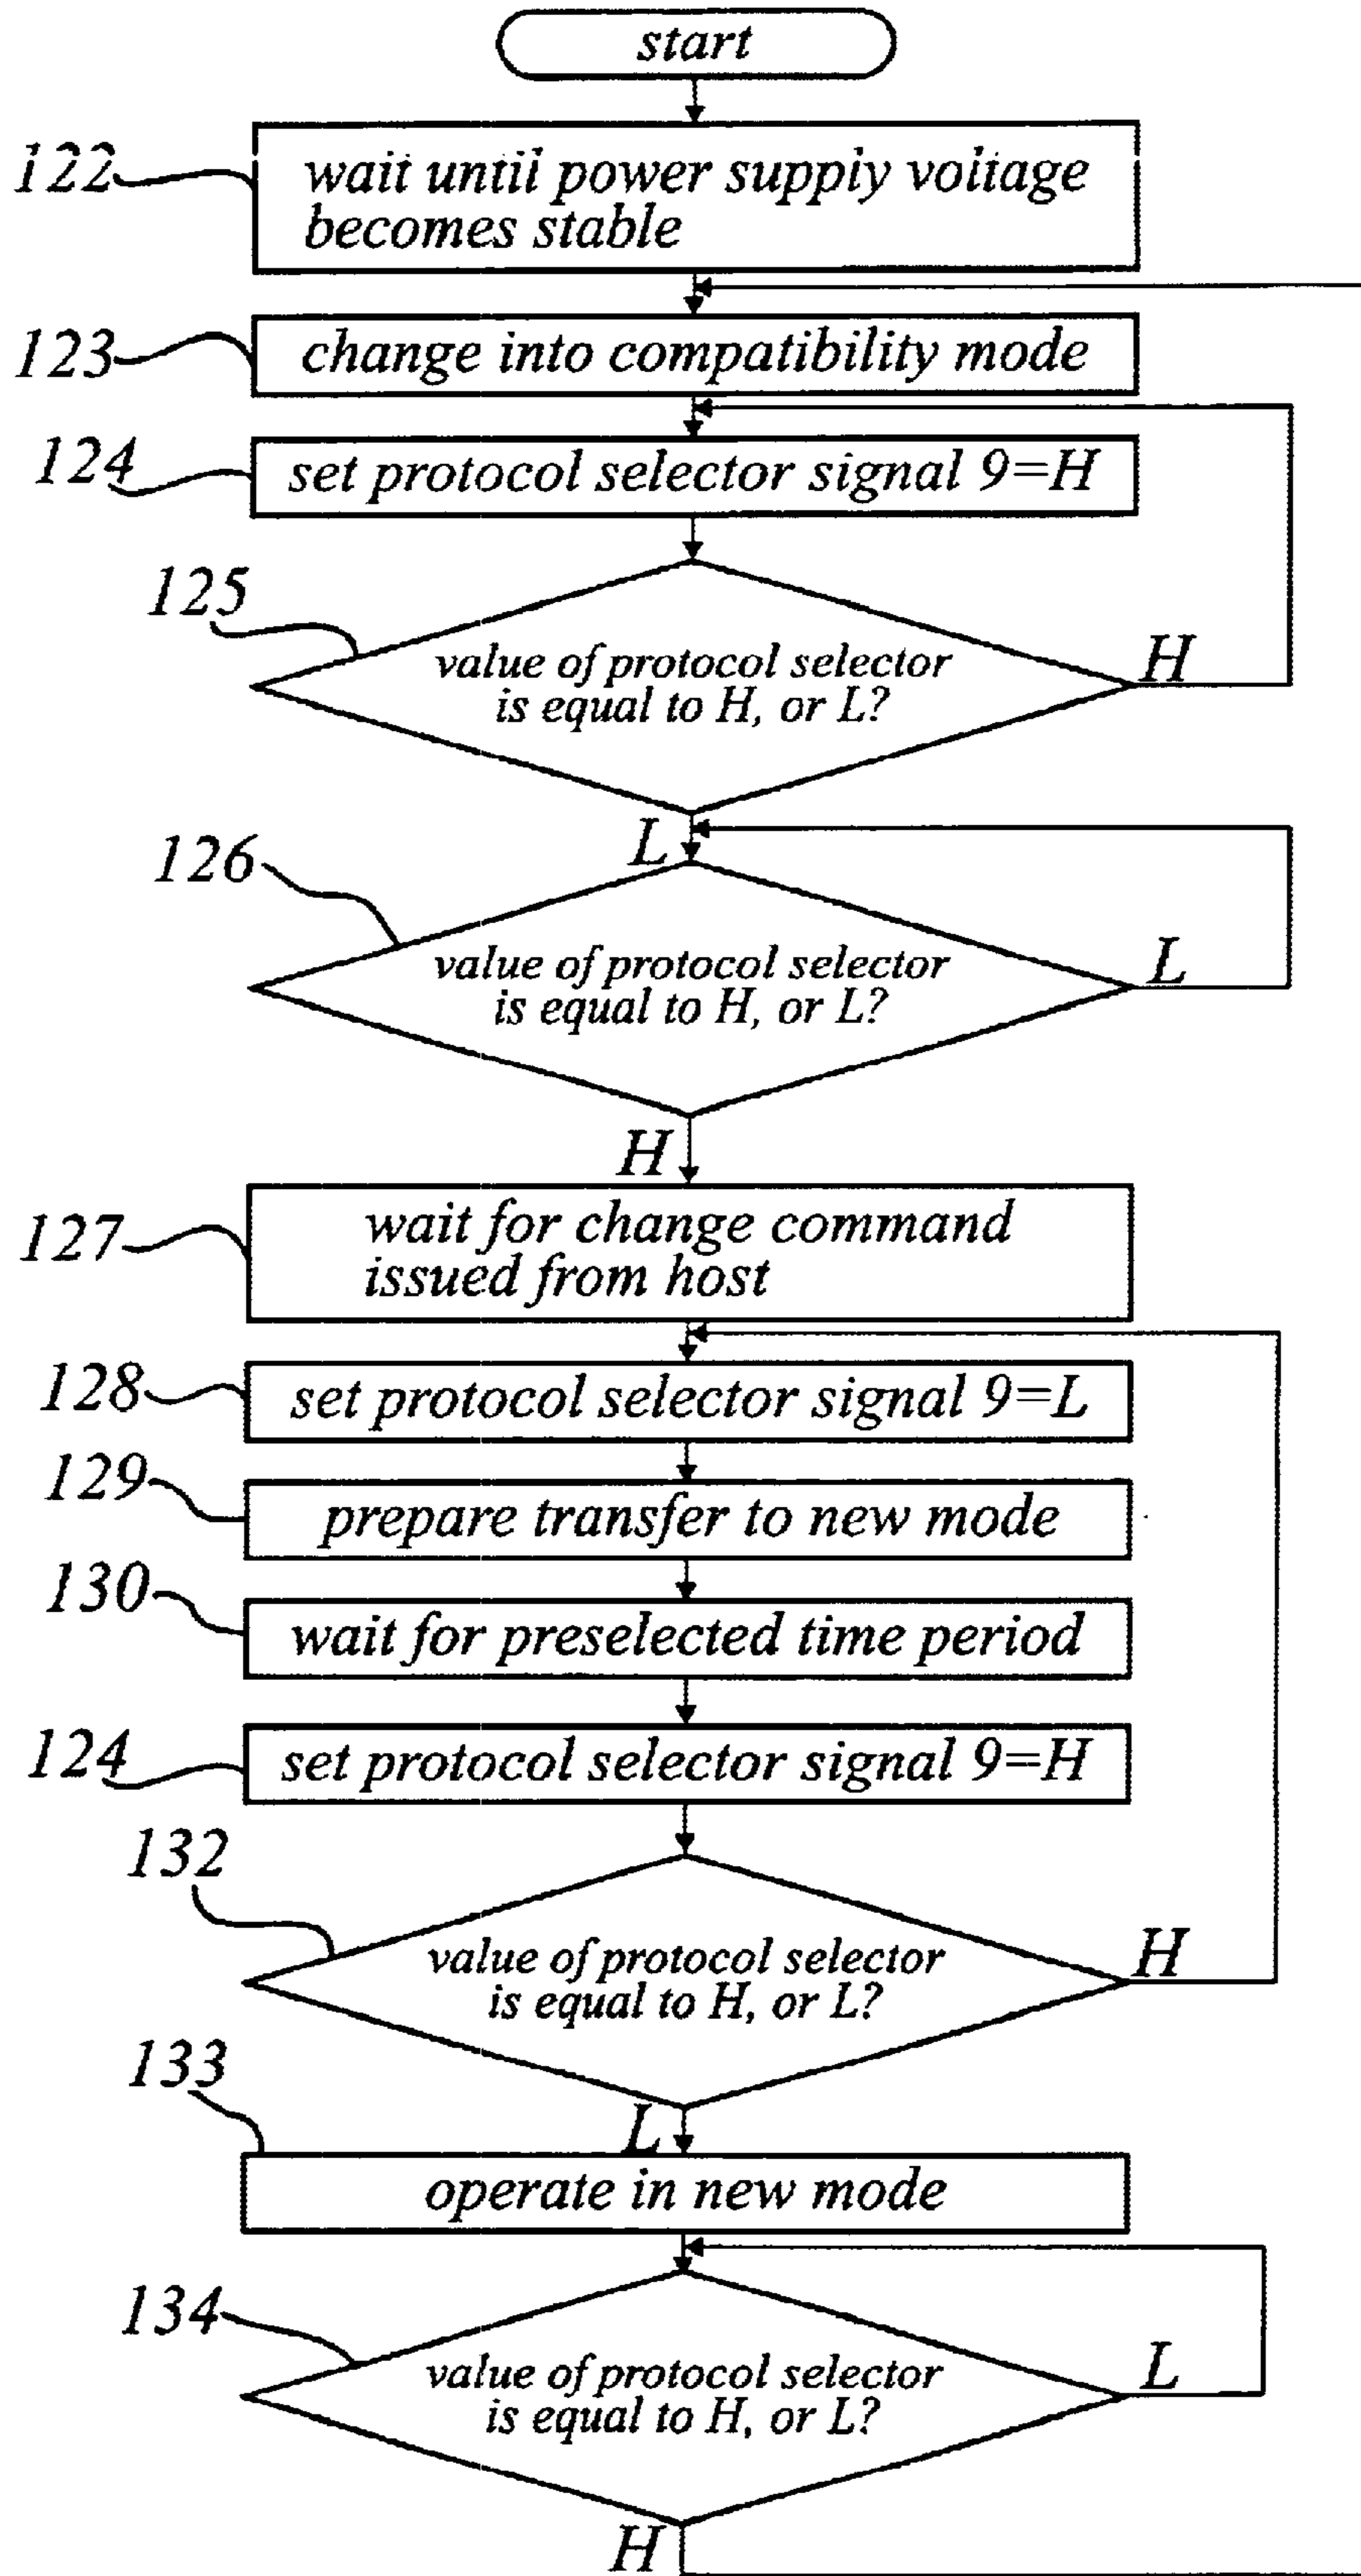 start
122
wait until power supply voltage
becomes stable
123
change into compatibility mode
124
set protocol selector signal 9=H
125
value of protocol selector
is equal to H, or L?
H
L
126
value of protocol selector
is equal to H, or L?
L
H
127
wait for change command
issued from host
128
set protocol selector signal 9=L
129
prepare transfer to new mode
130
wait for preselected time period
124
set protocol selector signal 9=H
132
value of protocol selector
is equal to H, or L?
H
L
133
operate in new mode
134
value of protocol selector
is equal to H, or L?
L
H